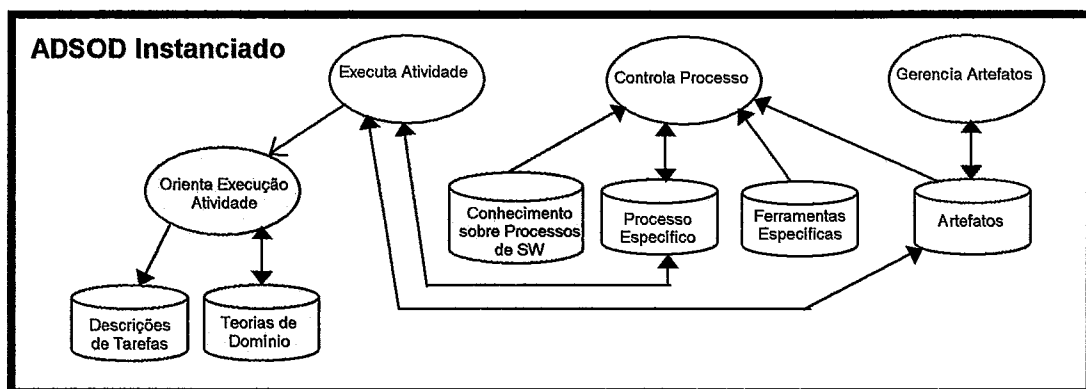 ADSOD Instanciado
Executa Atividade
Controla Processo
Gerencia Artefatos
Orienta Execução
Atividade
Conhecimento
sobre Processos
de SW
Processo
Específico
Ferramentas
Específicas
Artefatos
Descrições
de Tarefas
Teorias de
Domínio